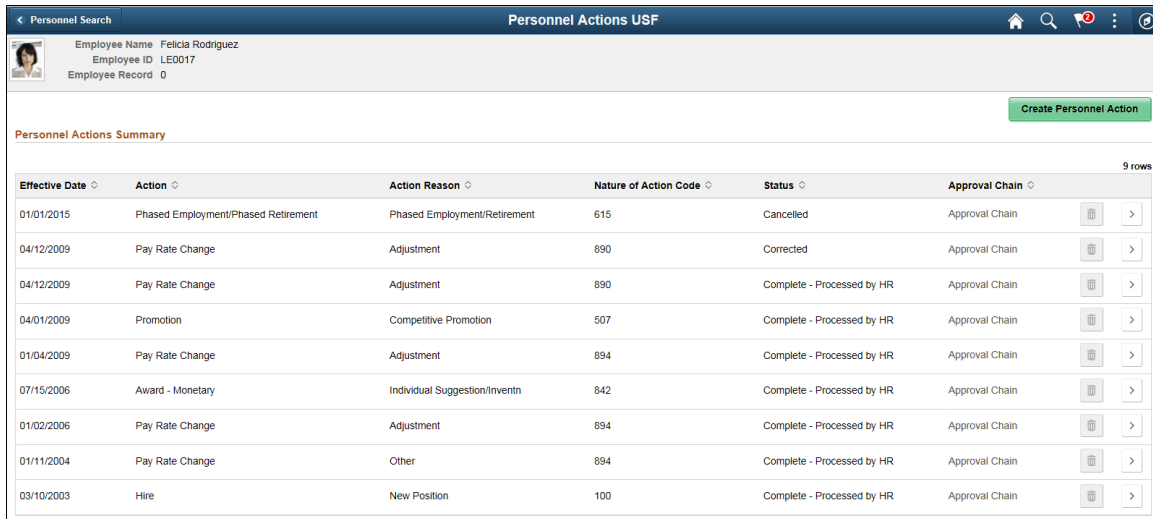 Personnel Search
Personnel Actions USF
2
Employee Name Felicia Rodriguez
Employee ID LE0017
Employee Record 0
Create Personnel Action
Personnel Actions Summary
9 rows
Effective Date Action Action Reason Nature of Action Code Status Approval Chain
01/01/2015 Phased Employment/Phased Retirement Phased Employment/Retirement 615 Cancelled Approval Chain
04/12/2009 Pay Rate Change Adjustment 890 Corrected Approval Chain
04/12/2009 Pay Rate Change Adjustment 890 Complete - Processed by HR Approval Chain
04/01/2009 Promotion Competitive Promotion 507 Complete - Processed by HR Approval Chain
01/04/2009 Pay Rate Change Adjustment 894 Complete - Processed by HR Approval Chain
07/15/2006 Award - Monetary Individual Suggestion/Inventn 842 Complete - Processed by HR Approval Chain
01/02/2006 Pay Rate Change Adjustment 894 Complete - Processed by HR Approval Chain
01/11/2004 Pay Rate Change Other 894 Complete - Processed by HR Approval Chain
03/10/2003 Hire New Position 100 Complete - Processed by HR Approval Chain